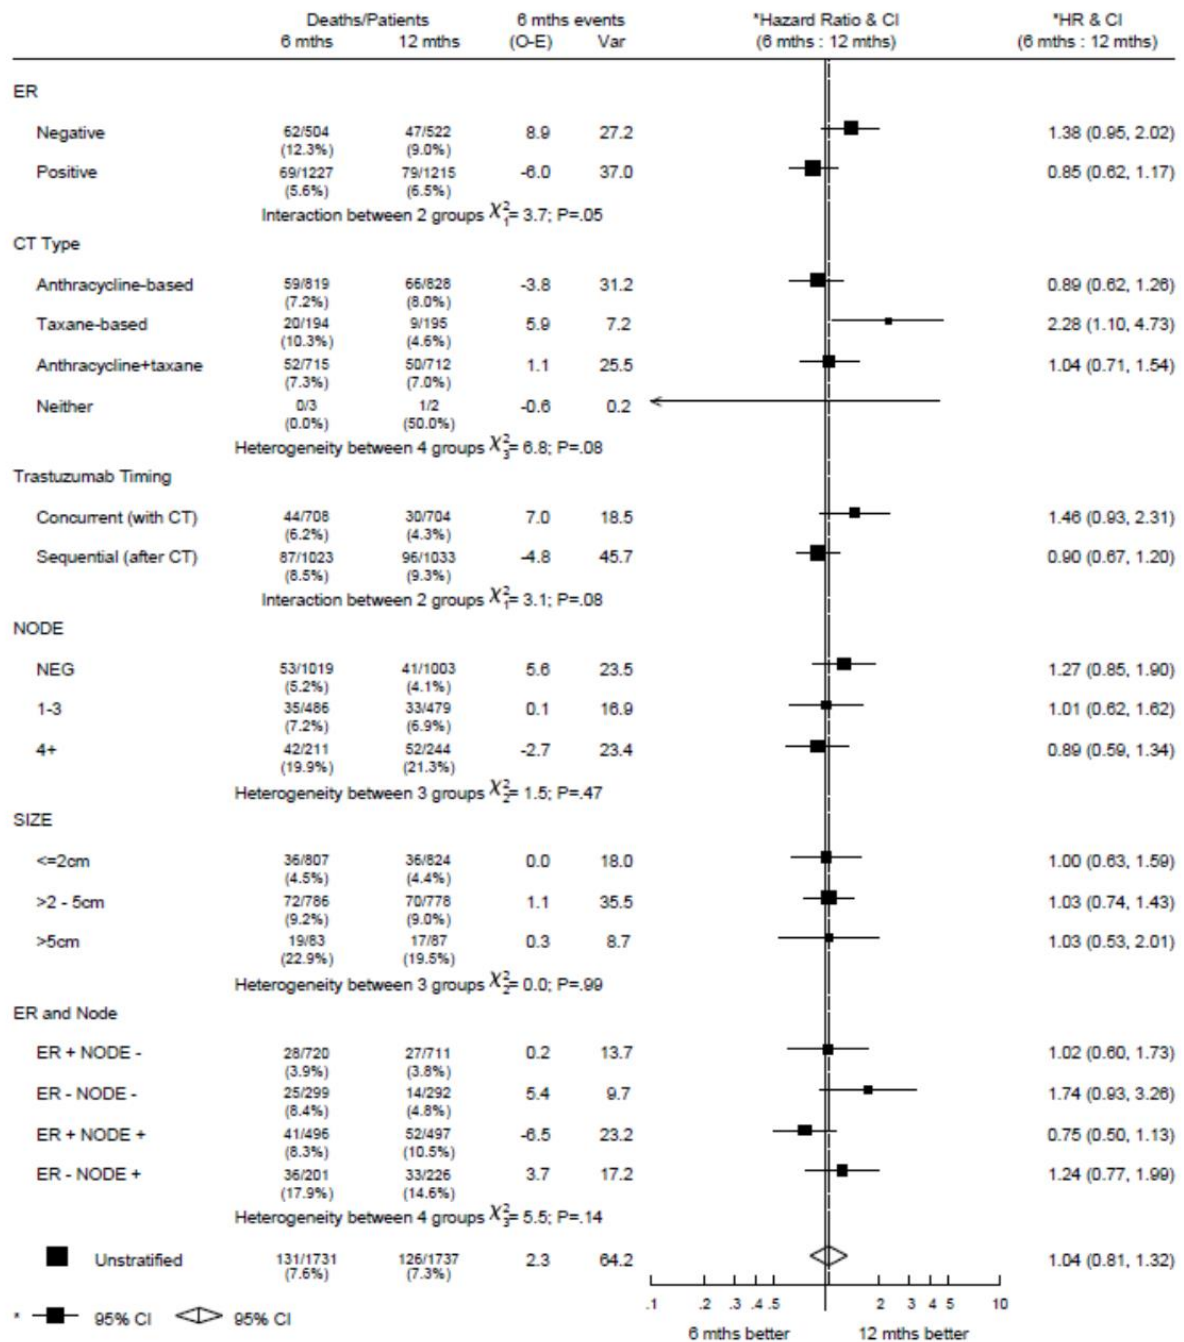 Deaths/Patients 6 mths events *Hazard Ratio & CI *HR & CI
6 mths 12 mths (O-E) Var (6 mths : 12 mths) (6 mths : 12 mths)
ER
Negative 62/504 47/522 8.9 27.2 1.38 (0.95, 2.02)
(12.3%) (9.0%)
Positive 69/1227 79/1215 -6.0 37.0 0.85 (0.62, 1.17)
(5.6%) (6.5%)
Interaction between 2 groups χ²₁= 3.7; P=.05
CT Type
Anthracycline-based 59/819 66/828 -3.8 31.2 0.89 (0.62, 1.26)
(7.2%) (8.0%)
Taxane-based 20/194 9/195 5.9 7.2 2.28 (1.10, 4.73)
(10.3%) (4.6%)
Anthracycline+taxane 52/715 50/712 1.1 25.5 1.04 (0.71, 1.54)
(7.3%) (7.0%)
Neither 0/3 1/2 -0.6 0.2
(0.0%) (50.0%)
Heterogeneity between 4 groups χ²₃= 6.8; P=.08
Trastuzumab Timing
Concurrent (with CT) 44/708 30/704 7.0 18.5 1.46 (0.93, 2.31)
(6.2%) (4.3%)
Sequential (after CT) 87/1023 96/1033 -4.8 45.7 0.90 (0.67, 1.20)
(8.5%) (9.3%)
Interaction between 2 groups χ²₁= 3.1; P=.08
NODE
NEG 53/1019 41/1003 5.6 23.5 1.27 (0.85, 1.90)
(5.2%) (4.1%)
1-3 35/486 33/479 0.1 16.9 1.01 (0.62, 1.62)
(7.2%) (6.9%)
4+ 42/211 52/244 -2.7 23.4 0.89 (0.59, 1.34)
(19.9%) (21.3%)
Heterogeneity between 3 groups χ²₂= 1.5; P=.47
SIZE
<=2cm 36/807 36/824 0.0 18.0 1.00 (0.63, 1.59)
(4.5%) (4.4%)
>2 - 5cm 72/786 70/778 1.1 35.5 1.03 (0.74, 1.43)
(9.2%) (9.0%)
>5cm 19/83 17/87 0.3 8.7 1.03 (0.53, 2.01)
(22.9%) (19.5%)
Heterogeneity between 3 groups χ²₂= 0.0; P=.99
ER and Node
ER + NODE - 28/720 27/711 0.2 13.7 1.02 (0.60, 1.73)
(3.9%) (3.8%)
ER - NODE - 25/299 14/292 5.4 9.7 1.74 (0.93, 3.26)
(8.4%) (4.8%)
ER + NODE + 41/496 52/497 -6.5 23.2 0.75 (0.50, 1.13)
(8.3%) (10.5%)
ER - NODE + 36/201 33/226 3.7 17.2 1.24 (0.77, 1.99)
(17.9%) (14.6%)
Heterogeneity between 4 groups χ²₃= 5.5; P=.14
Unstratified 131/1731 126/1737 2.3 64.2 1.04 (0.81, 1.32)
(7.6%) (7.3%)
.1 .2 .3 .4 .5 1 2 3 4 5 10
* 95% CI 95% CI
6 mths better 12 mths better